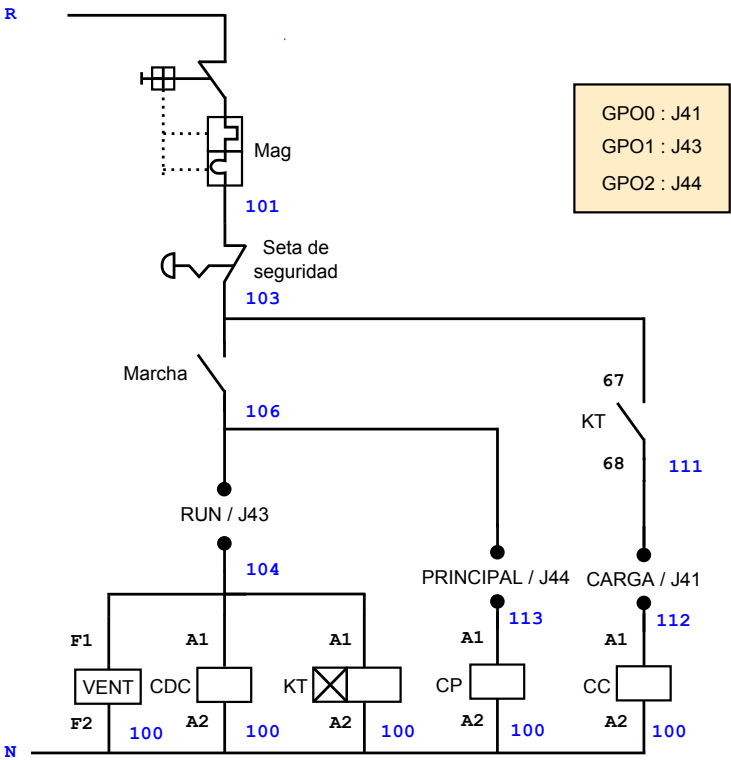 R
GPO0 : J41
GPO1 : J43
GPO2 : J44
Mag
101
Seta de
seguridad
103
Marcha
67
KT
106
68
111
RUN / J43
104
PRINCIPAL / J44
CARGA / J41
113
112
F1
A1
A1
A1
A1
VENT
CDC
KT
CP
CC
F2
A2
A2
A2
A2
100
100
100
100
100
N